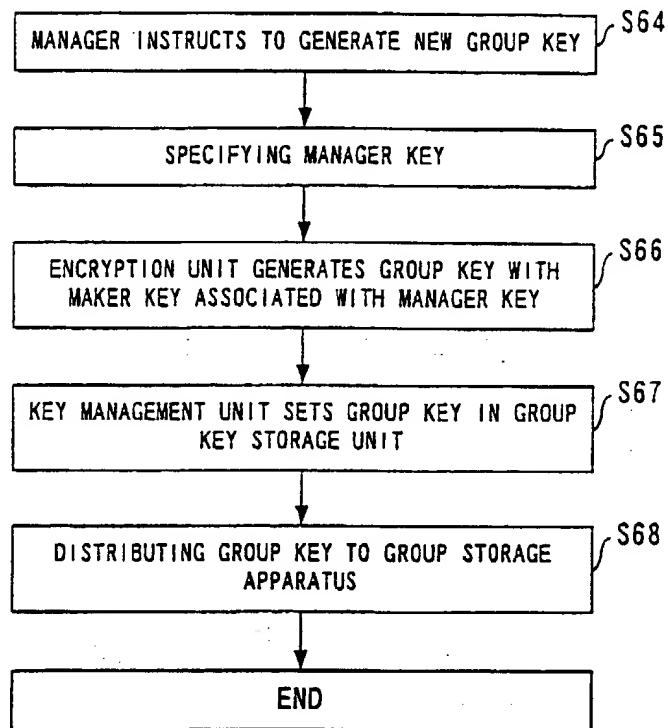 MANAGER INSTRUCTS TO GENERATE NEW GROUP KEY
S64
SPECIFYING MANAGER KEY
S65
ENCRYPTION UNIT GENERATES GROUP KEY WITH
MAKER KEY ASSOCIATED WITH MANAGER KEY
S66
KEY MANAGEMENT UNIT SETS GROUP KEY IN GROUP
KEY STORAGE UNIT
S67
DISTRIBUTING GROUP KEY TO GROUP STORAGE
APPARATUS
S68
END